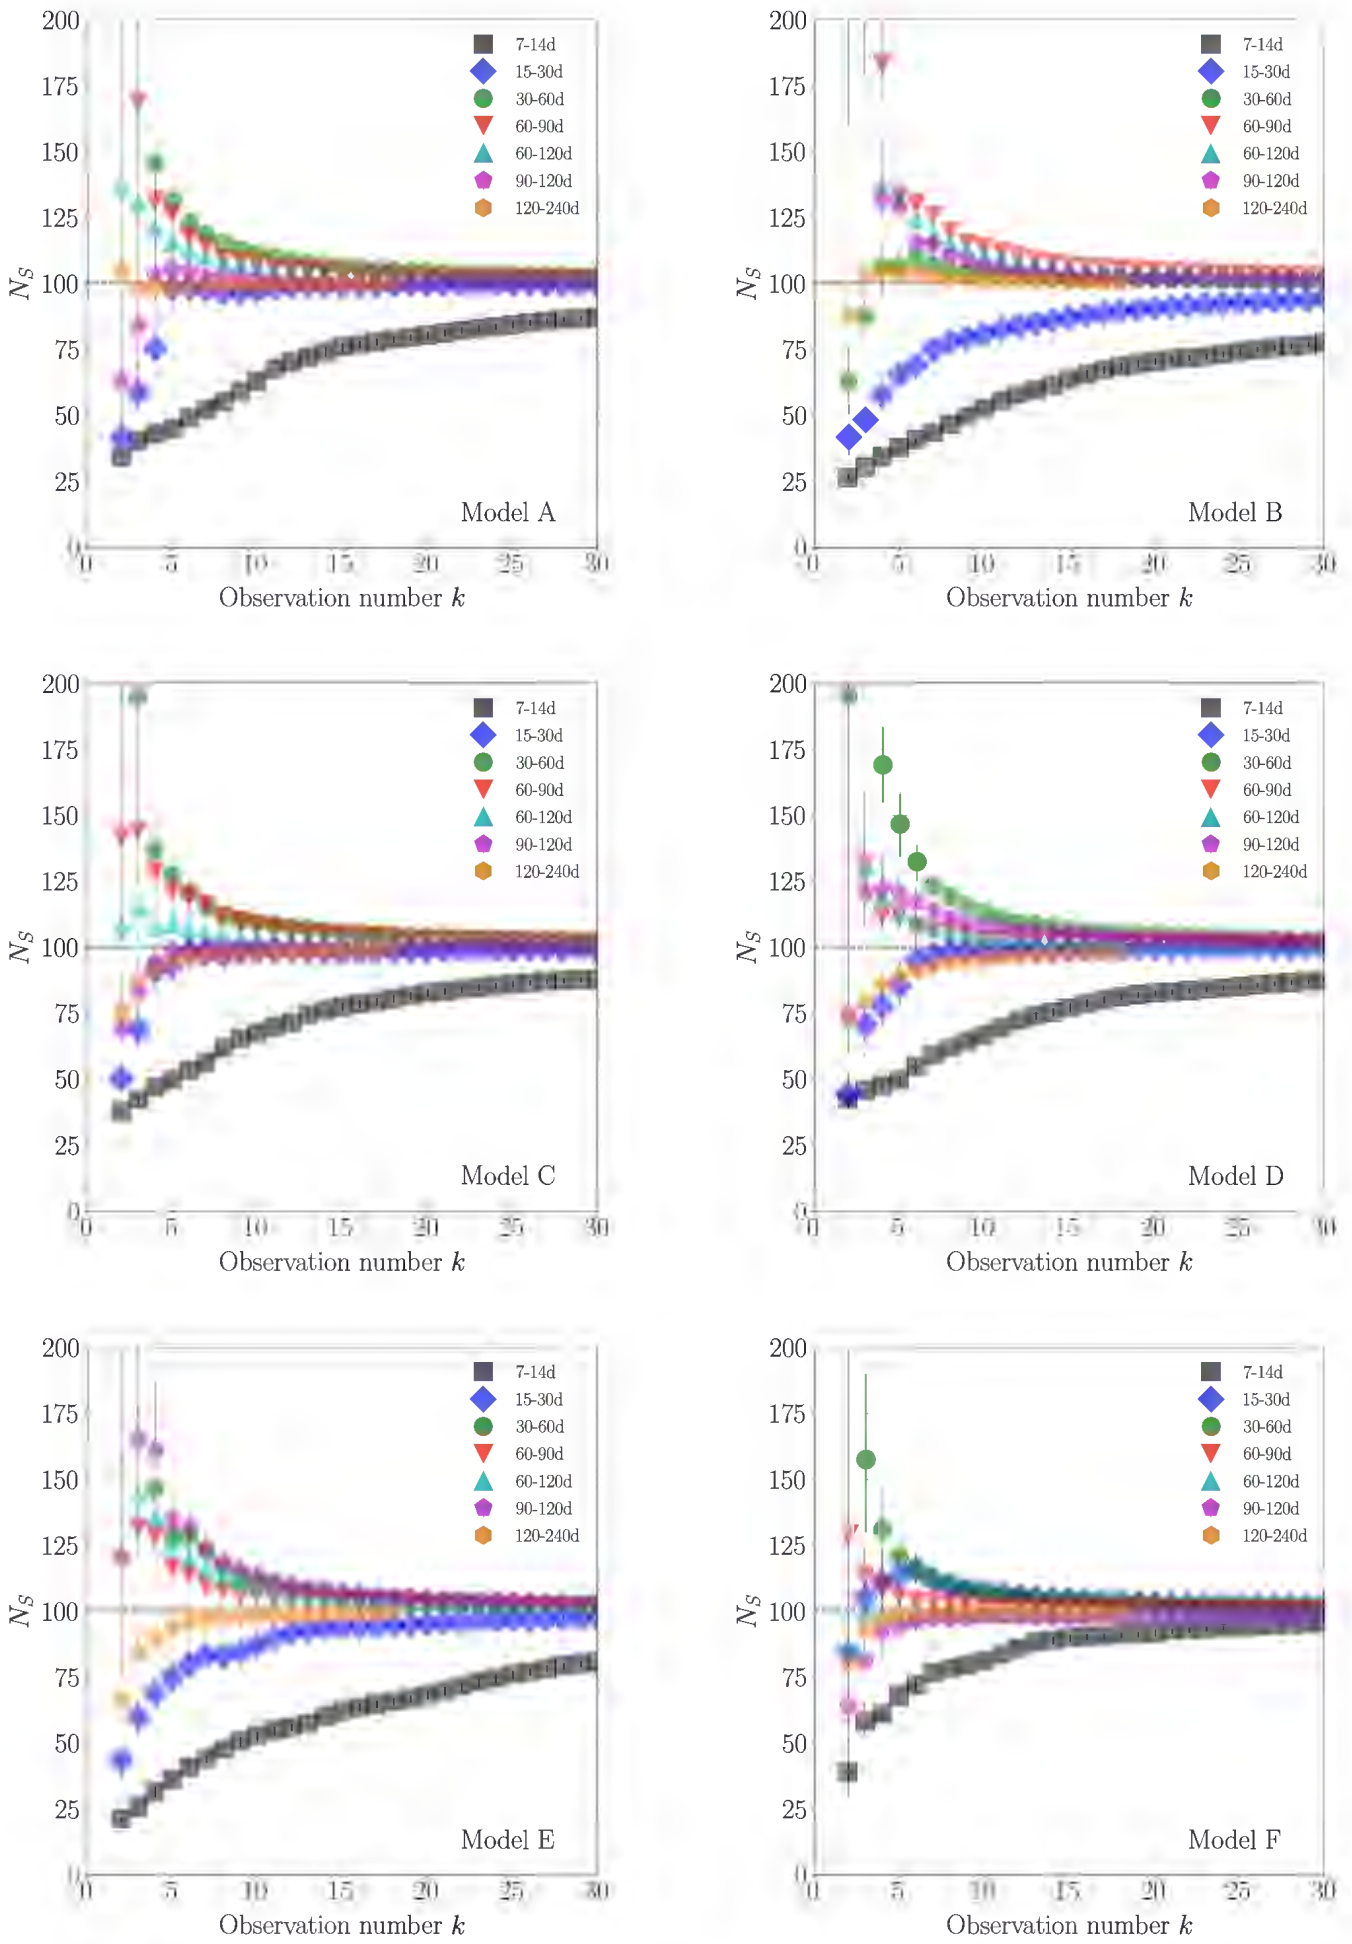 200
175
150
125
100
75
50
25
0
N_S
7-14d
15-30d
30-60d
60-90d
60-120d
90-120d
120-240d
Model A
0 5 10 15 20 25 30
Observation number k
200
175
150
125
100
75
50
25
0
N_S
7-14d
15-30d
30-60d
60-90d
60-120d
90-120d
120-240d
Model B
0 5 10 15 20 25 30
Observation number k
200
175
150
125
100
75
50
25
0
N_S
7-14d
15-30d
30-60d
60-90d
60-120d
90-120d
120-240d
Model C
0 5 10 15 20 25 30
Observation number k
200
175
150
125
100
75
50
25
0
N_S
7-14d
15-30d
30-60d
60-90d
60-120d
90-120d
120-240d
Model D
0 5 10 15 20 25 30
Observation number k
200
175
150
125
100
75
50
25
0
N_S
7-14d
15-30d
30-60d
60-90d
60-120d
90-120d
120-240d
Model E
0 5 10 15 20 25 30
Observation number k
200
175
150
125
100
75
50
25
0
N_S
7-14d
15-30d
30-60d
60-90d
60-120d
90-120d
120-240d
Model F
0 5 10 15 20 25 30
Observation number k